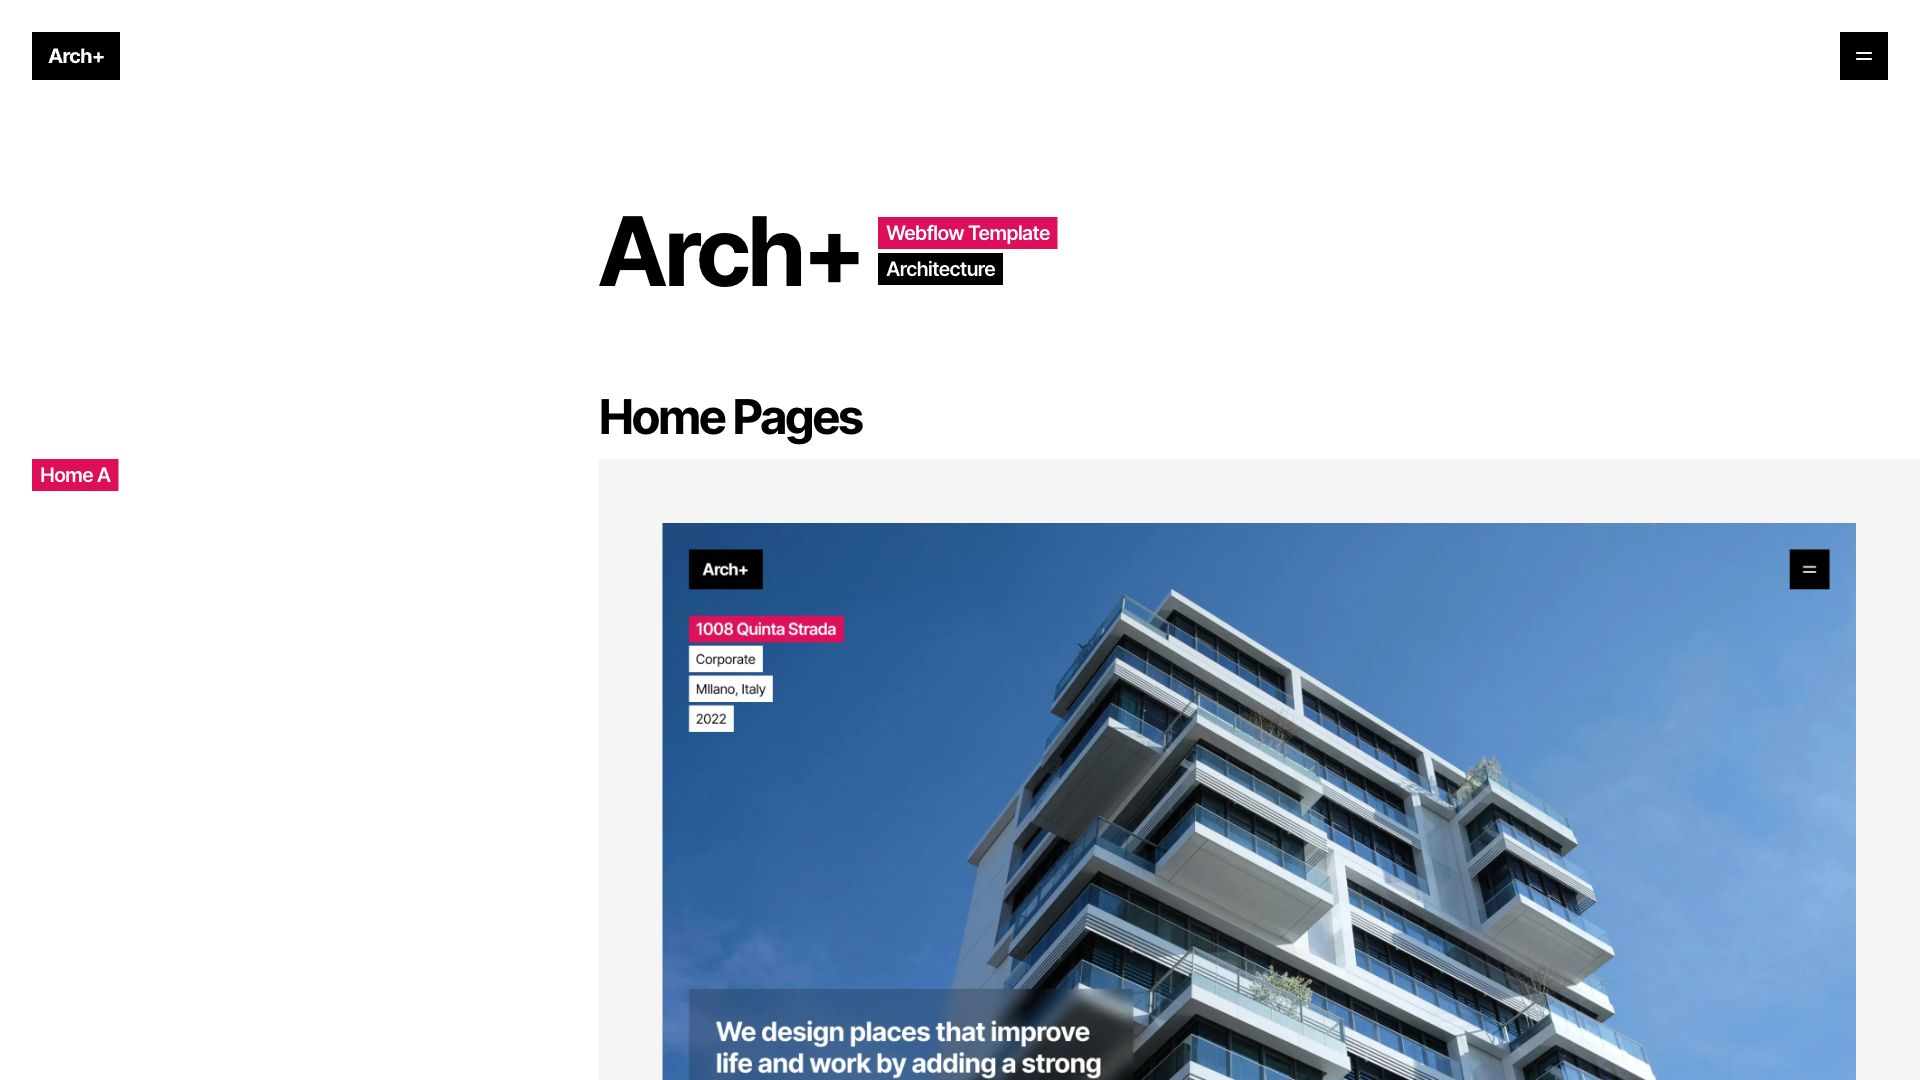 Arch+
Arch+
Webflow Template
Architecture
Home Pages
Home A
Arch+
1008 Quinta Strada
Corporate
MIlano, Italy
2022
We design places that improve
life and work by adding a strong